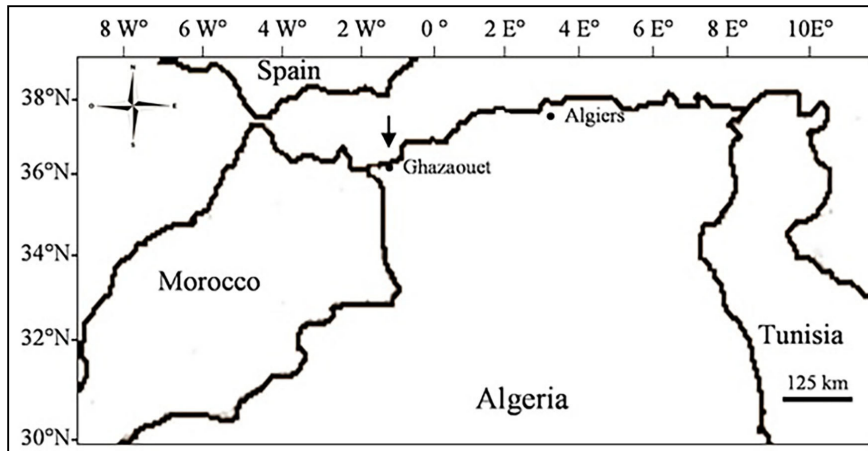 8 W° 6 W° 4 W° 2 W° 0 ° 2 E° 4 E° 6 E° 8 E° 10E°
Spain
38°N
N
O E
S
Algiers
36°N
Ghazaouet
34°N
Morocco
32°N
Tunisia
125 km
Algeria
30°N